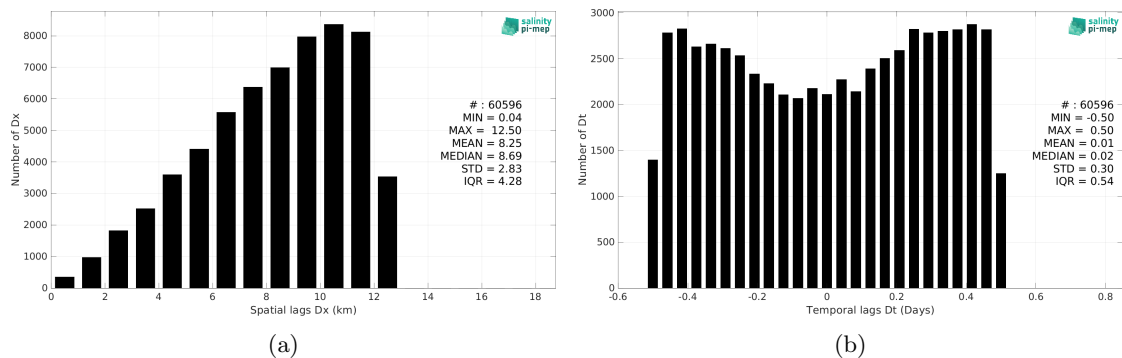 8000
7000
6000
5000
4000
3000
2000
1000
0
Number of Dx
0 2 4 6 8 10 12 14 16 18
Spatial lags Dx (km)
salinity
pi-mep
# : 60596
MIN = 0.04
MAX = 12.50
MEAN = 8.25
MEDIAN = 8.69
STD = 2.83
IQR = 4.28
(a)
3000
2500
2000
1500
1000
500
0
Number of Dt
-0.6 -0.4 -0.2 0 0.2 0.4 0.6 0.8
Temporal lags Dt (Days)
salinity
pi-mep
# : 60596
MIN = -0.50
MAX = 0.50
MEAN = 0.01
MEDIAN = 0.02
STD = 0.30
IQR = 0.54
(b)